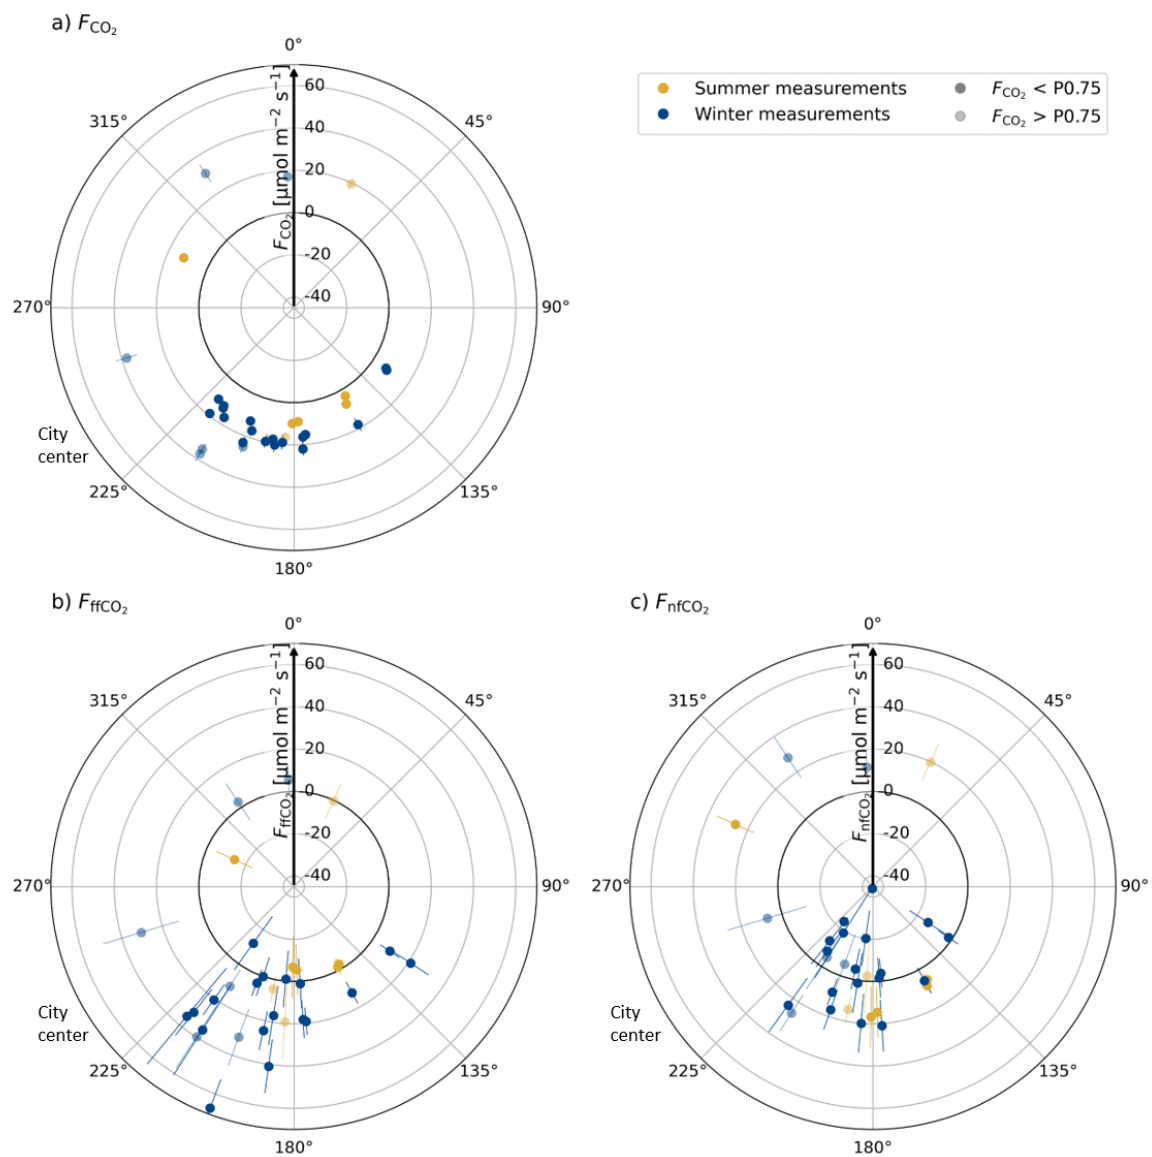 a) F_CO₂
Summer measurements
Winter measurements
F_CO₂ < P0.75
F_CO₂ > P0.75
0°
45°
90°
135°
180°
225°
270°
315°
60
40
20
0
-20
-40
F_CO₂ [μmol m⁻² s⁻¹]
City
center
b) F_ffCO₂
0°
45°
90°
135°
180°
225°
270°
315°
60
40
20
0
-20
-40
F_ffCO₂ [μmol m⁻² s⁻¹]
City
center
c) F_nfCO₂
0°
45°
90°
135°
180°
225°
270°
315°
60
40
20
0
-20
-40
F_nfCO₂ [μmol m⁻² s⁻¹]
City
center